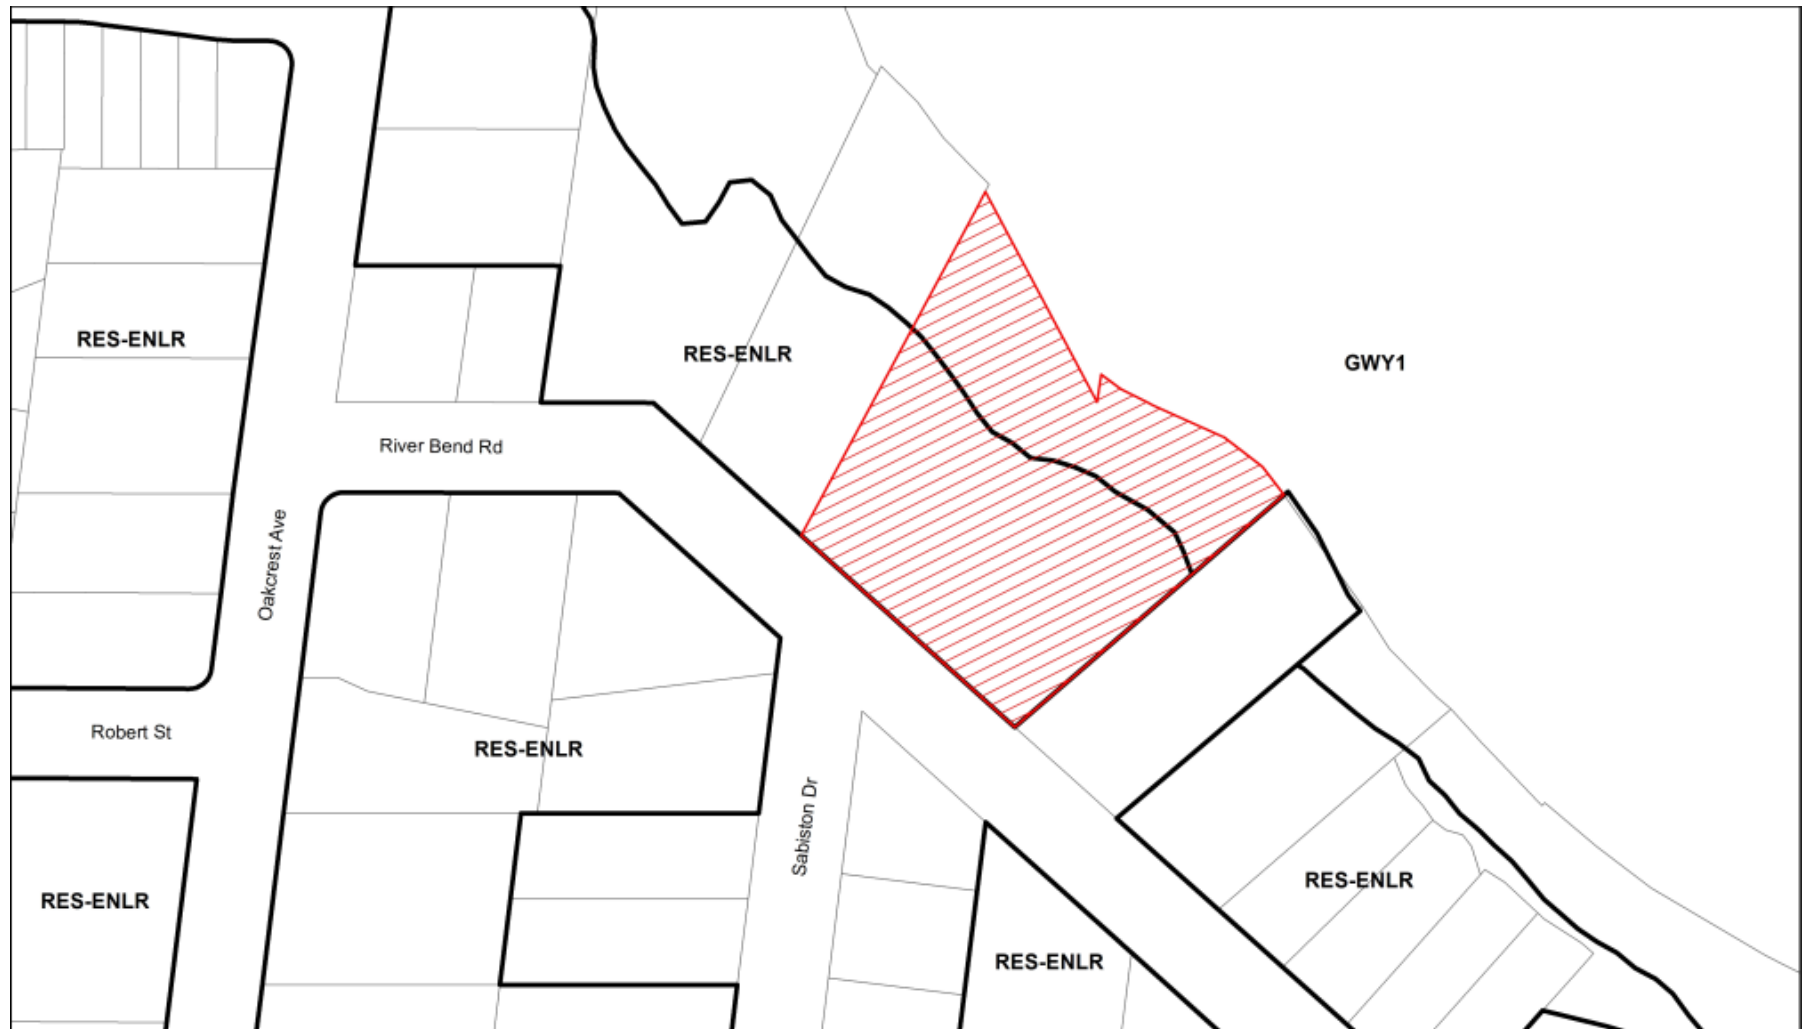 RES-ENLR
RES-ENLR
GWY1
River Bend Rd
Oakcrest Ave
Robert St
RES-ENLR
Sabiston Dr
RES-ENLR
RES-ENLR
RES-ENLR